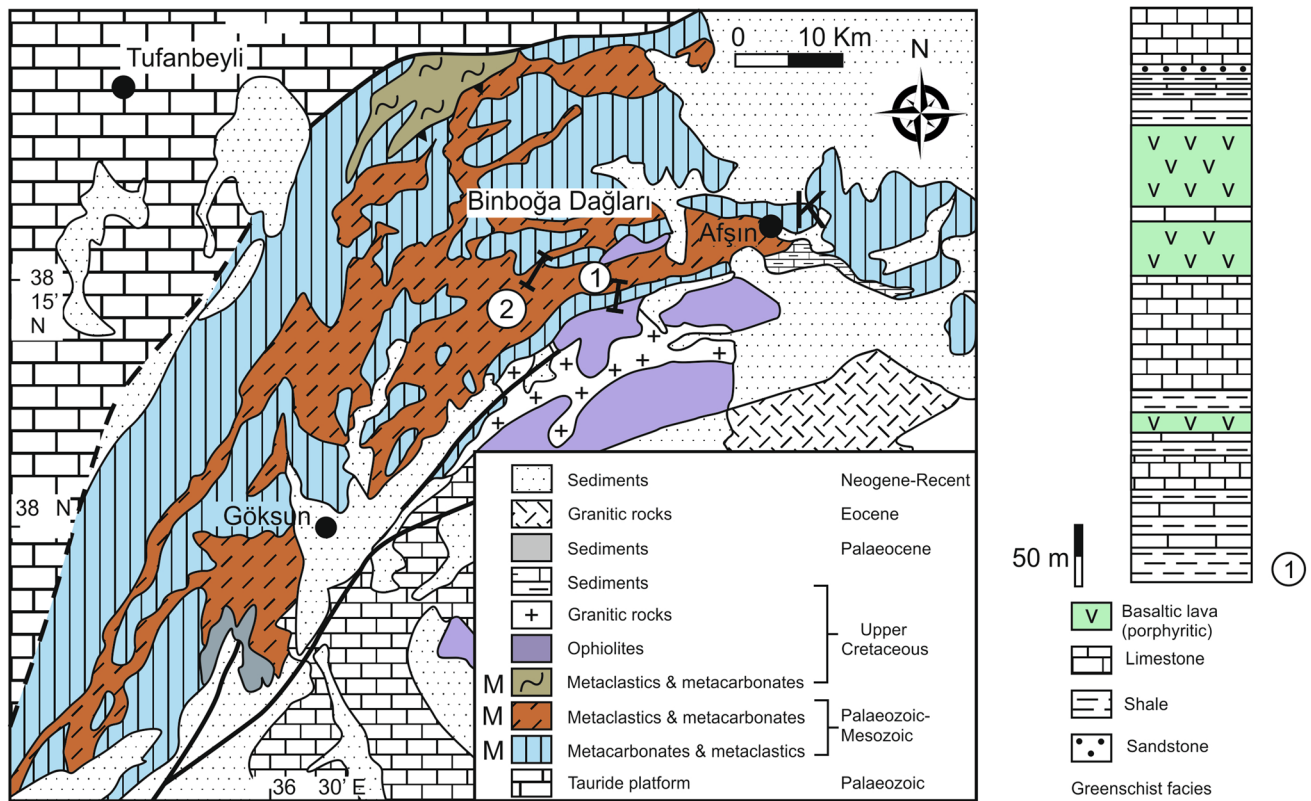 Tufanbeyli
0 10 Km
N
Binboğa Dağları
K
Afşın
38
15’
N
1
2
38 N
Göksun
36 30’ E
Sediments Neogene-Recent
Granitic rocks Eocene
Sediments Palaeocene
Sediments
Granitic rocks
Ophiolites
Upper
Cretaceous
M Metaclastics & metacarbonates
M Metaclastics & metacarbonates
M Metacarbonates & metaclastics
Palaeozoic-
Mesozoic
Tauride platform Palaeozoic
50 m
1
V Basaltic lava
(porphyritic)
Limestone
Shale
Sandstone
Greenschist facies